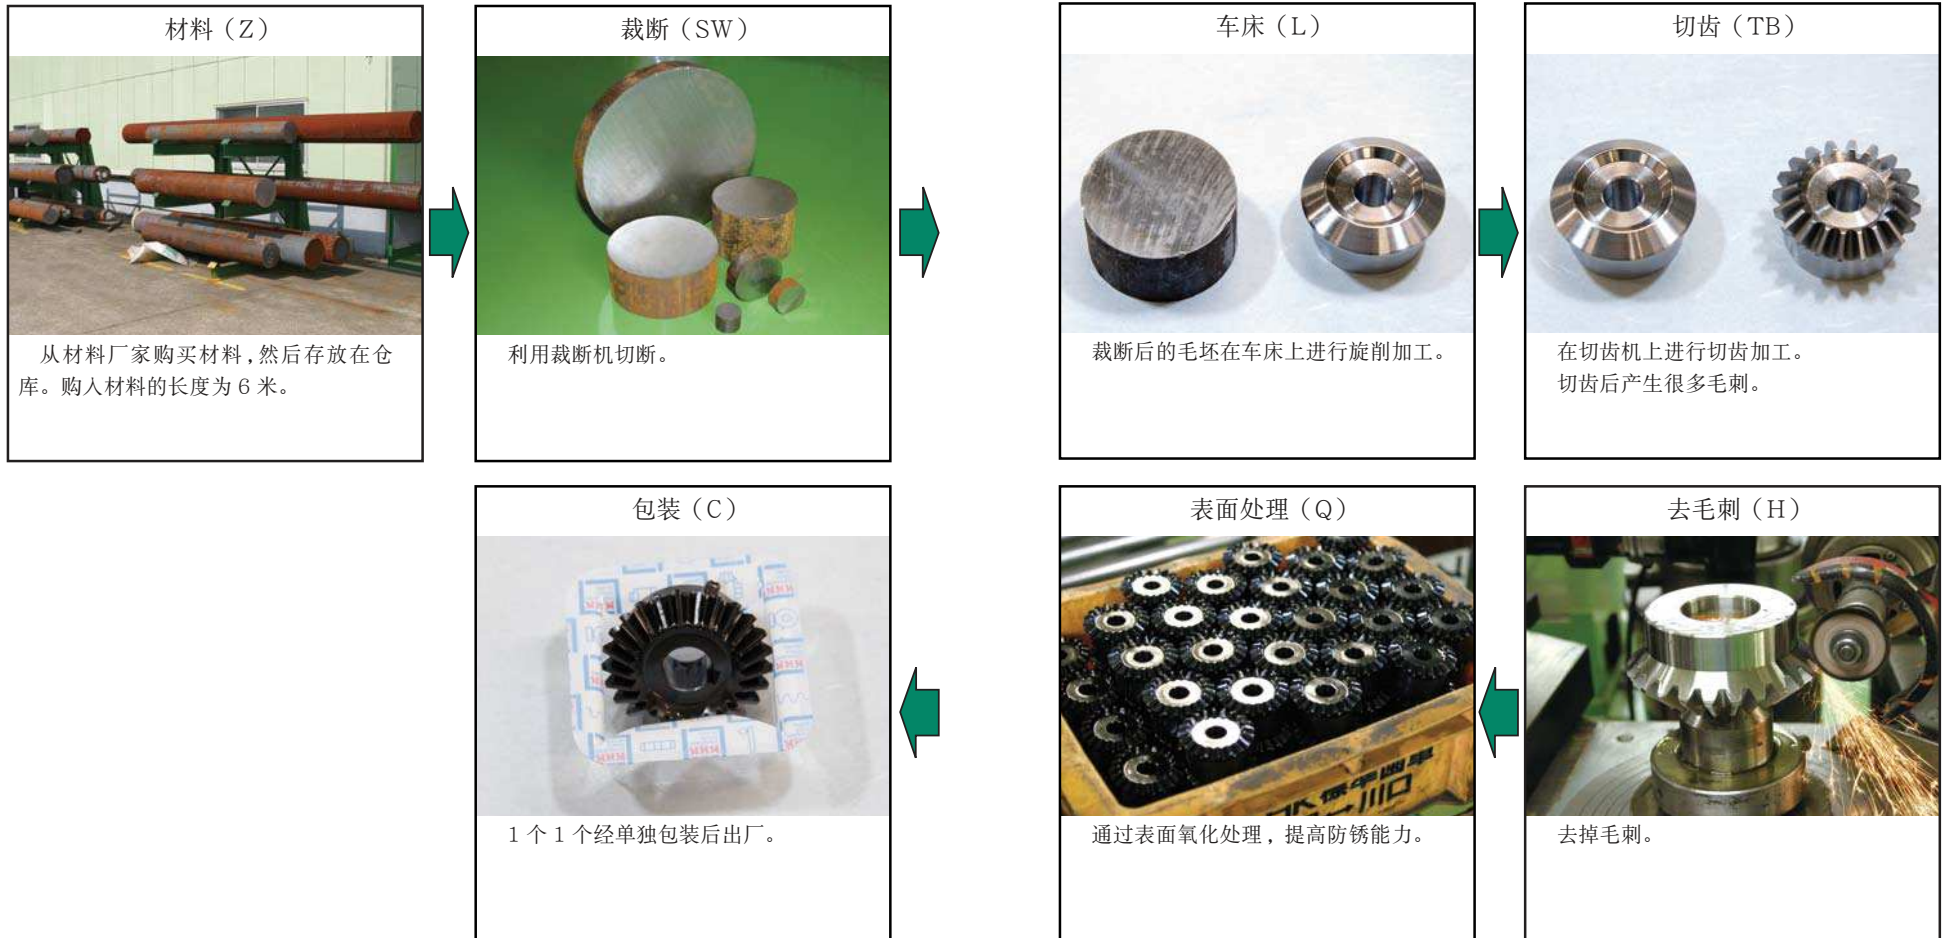 材料（Z）
从材料厂家购买材料，然后存放在仓
库。购入材料的长度为 6 米。
裁断（SW）
利用裁断机切断。
车床（L）
裁断后的毛坯在车床上进行旋削加工。
切齿（TB）
在切齿机上进行切齿加工。
切齿后产生很多毛刺。
去毛刺（H）
去掉毛刺。
表面处理（Q）
通过表面氧化处理，提高防锈能力。
包装（C）
KHK
KHK
KHK
KHK
1 个 1 个经单独包装后出厂。